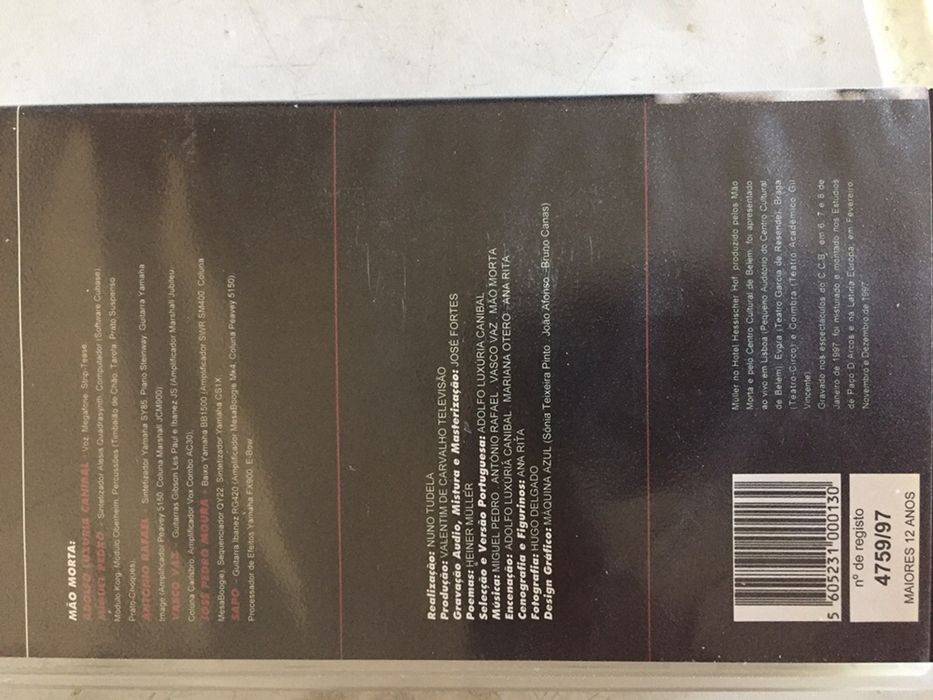 MÃO MORTA:
ADOLFO LUXÚRIA CANIBAL - Voz, Megafone, Strip-Tease.
MIGUEL PEDRO - Sintetizador Alesis Quadrasynth, Computador (Software Cubase)
Modulo Korg, Modulo Obelheim, Percussões (Timbalão de Chão, Tarola, Prato Suspenso
Prato-Choques).
ANTÓNIO RAFAEL - Sintetizador Yamaha SY85, Piano Steinway, Guitarra Yamaha
Image (Amplificador Peavey 5150, Coluna Marshall JCM900).
VASCO VAZ - Guitarras Gibson Les Paul e Ibanez JS (Amplificador Marshall Jubileu
Coluna Carlsbro, Amplificador Vox Combo AC30).
JOSÉ PEDRO MOURA - Baixo Yamaha BB1500 (Amplificador SWR SM400, Coluna
MesaBoogie), Sequenciador QY22, Sintetizador Yamaha CS1X
SAPO - Guitarra Ibanez RG420 (Amplificador MesaBoogie Mk4, Coluna Peavey 5150)
Processador de Efeitos Yamaha FX900, E-Bow.
Realização: NUNO TUDELA
Produção: VALENTIM DE CARVALHO TELEVISÃO
Gravação Audio, Mistura e Masterização: JOSÉ FORTES
Poemas: HEINER MÜLLER
Selecção e Versão Portuguesa: ADOLFO LUXÚRIA CANIBAL
Música: MIGUEL PEDRO . ANTÓNIO RAFAEL . VASCO VAZ . MÃO MORTA
Encenação: ADOLFO LUXÚRIA CANIBAL . MARIANA OTERO . ANA RITA
Cenografia e Figurinos: ANA RITA
Fotografia: HUGO DELGADO
Design Gráfico: MÁQUINA AZUL (Sónia Teixeira Pinto . João Afonso . Bruno Canas)
Müller no Hotel Hessischer Hof, produzido pelos Mão
Morta e pelo Centro Cultural de Belém, foi apresentado
ao vivo em Lisboa (Pequeno Auditório do Centro Cultural
de Belém), Évora (Teatro Garcia de Resende), Braga
(Teatro-Circo) e Coimbra (Teatro Académico Gil
Vincente).
Gravado nos espectáculos do C.C.B., em 6, 7 e 8 de
Janeiro de 1997, foi misturado e montado nos Estúdios
de Paço D'Arcos e na Latina Europa, em Fevereiro,
Novembro e Dezembro de 1997.
5 605231 000130
nº de registo
4759/97
MAIORES 12 ANOS